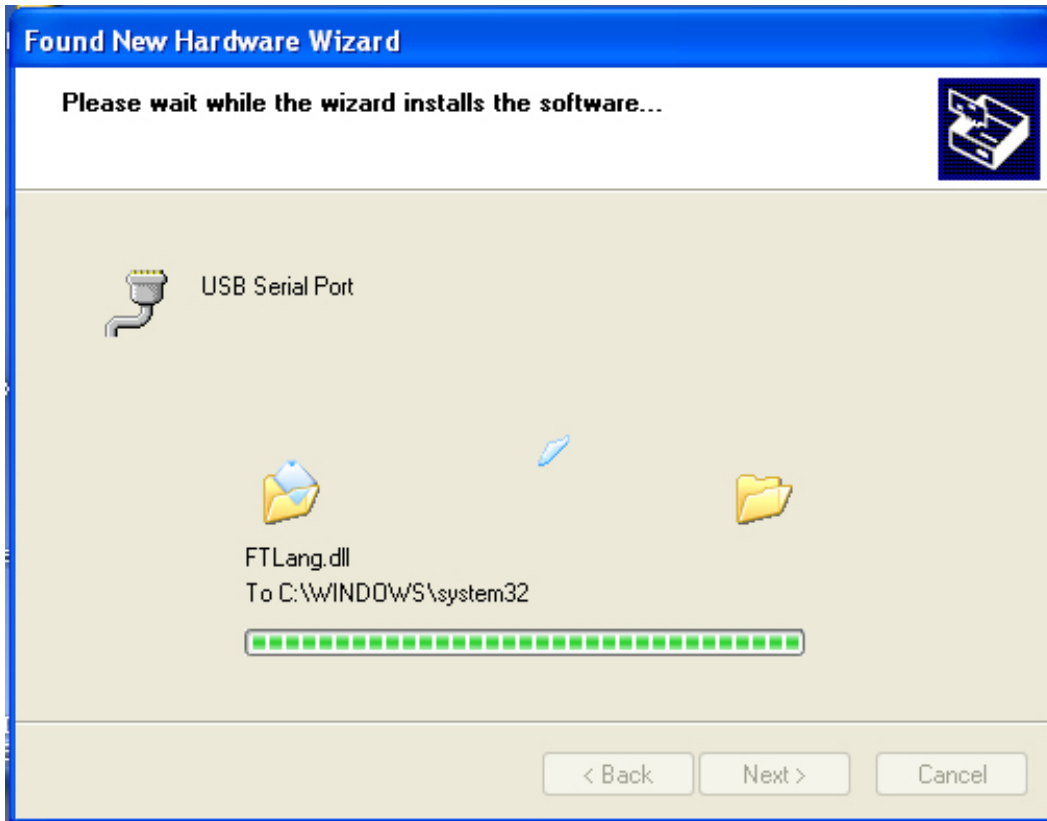 Found New Hardware Wizard
Please wait while the wizard installs the software...
USB Serial Port
FTLang.dll
To C:\WINDOWS\system32
< Back
Next >
Cancel